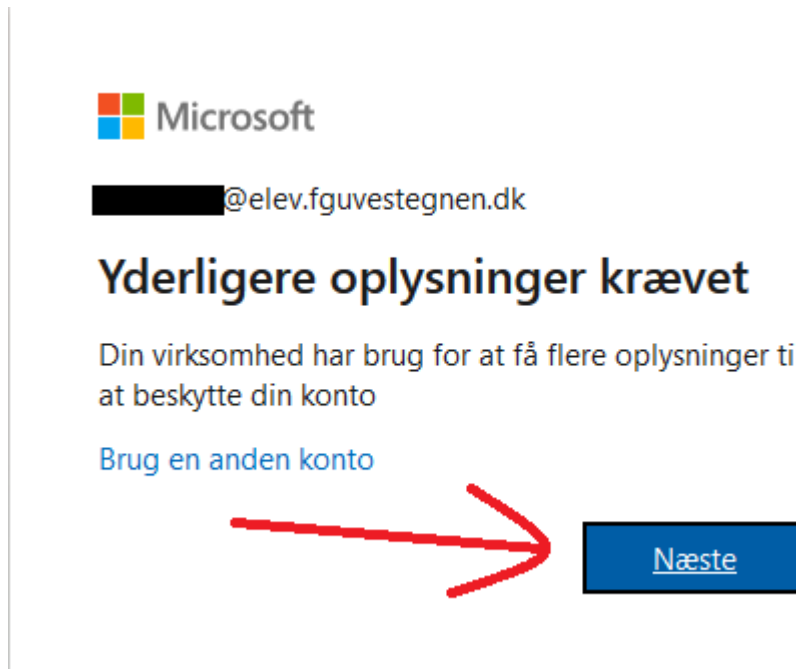 Microsoft
@elev.fguvestegnen.dk
Yderligere oplysninger krævet
Din virksomhed har brug for at få flere oplysninger ti
at beskytte din konto
Brug en anden konto
Næste